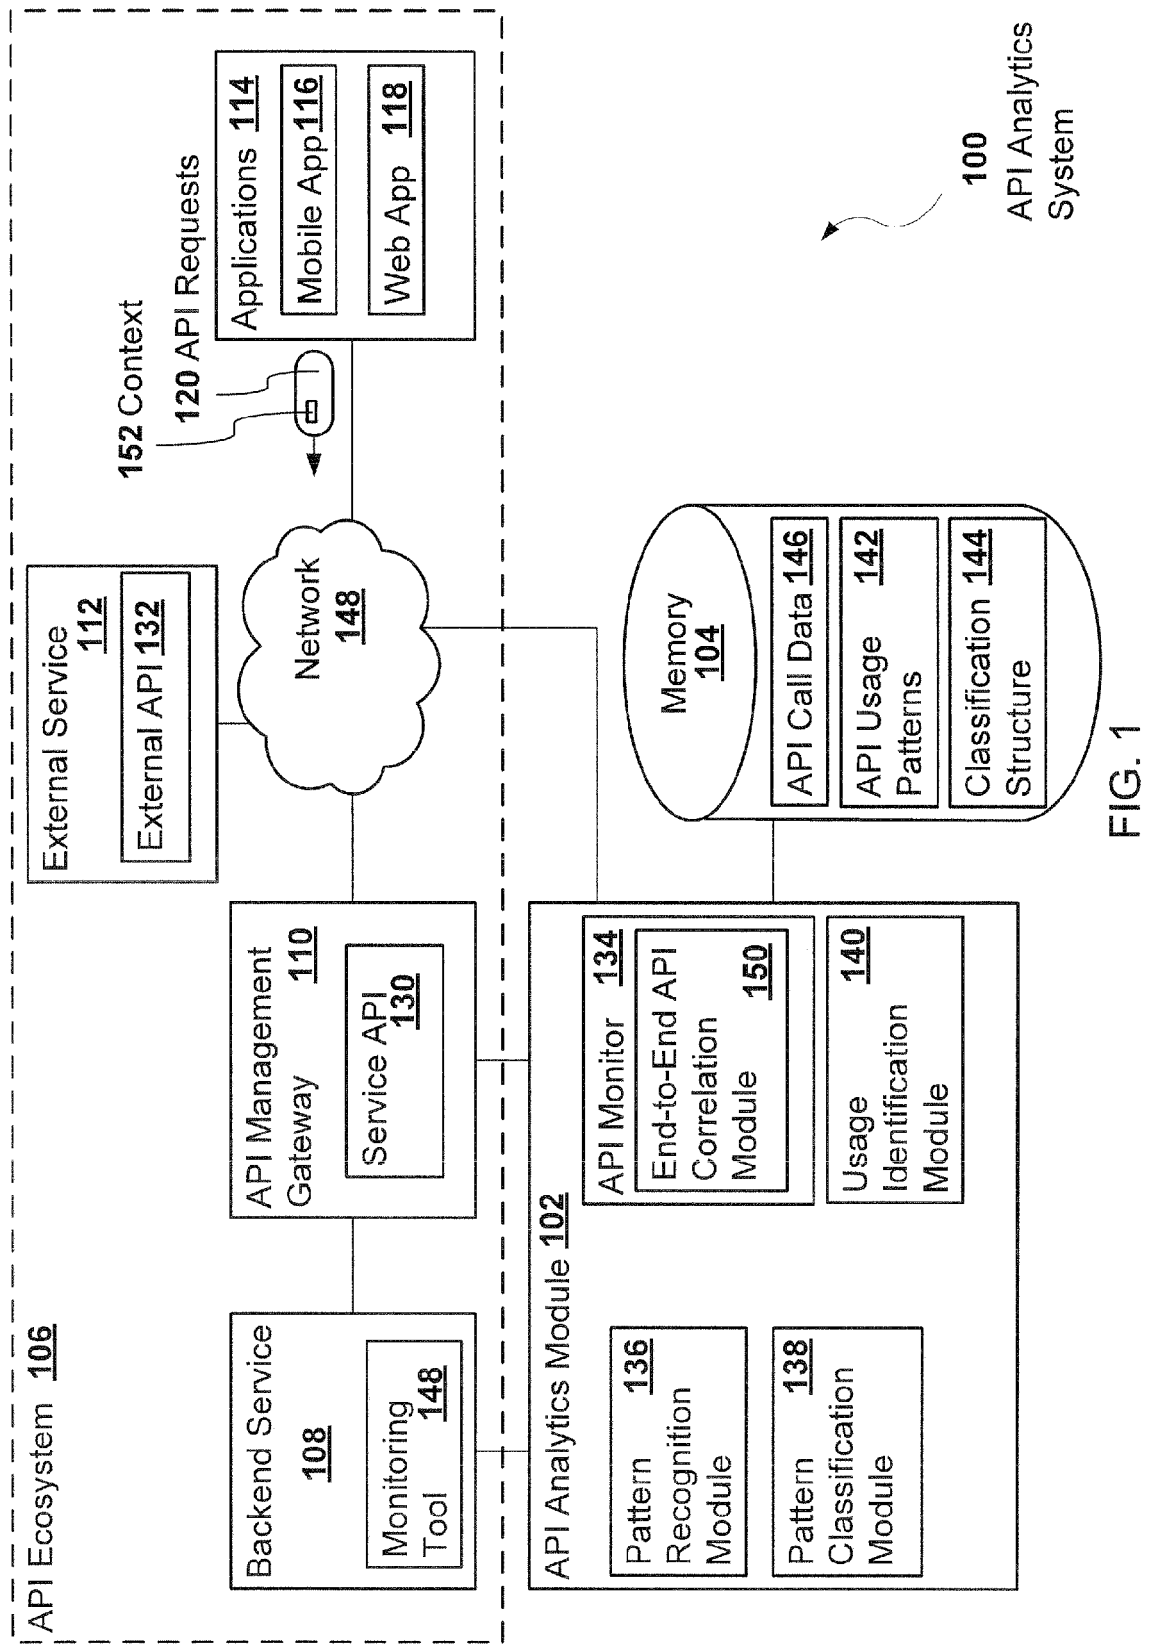 API Ecosystem 106
Backend Service
108
Monitoring
Tool 148
API Management
Gateway 110
Service API
130
External Service
112
External API 132
Network
148
152 Context
120 API Requests
Applications 114
Mobile App 116
Web App 118
API Analytics Module 102
Pattern 136
Recognition
Module
Pattern 138
Classification
Module
API Monitor 134
End-to-End API
Correlation
Module 150
Usage 140
Identification
Module
Memory
104
API Call Data 146
API Usage 142
Patterns
Classification 144
Structure
100
API Analytics
System
FIG. 1